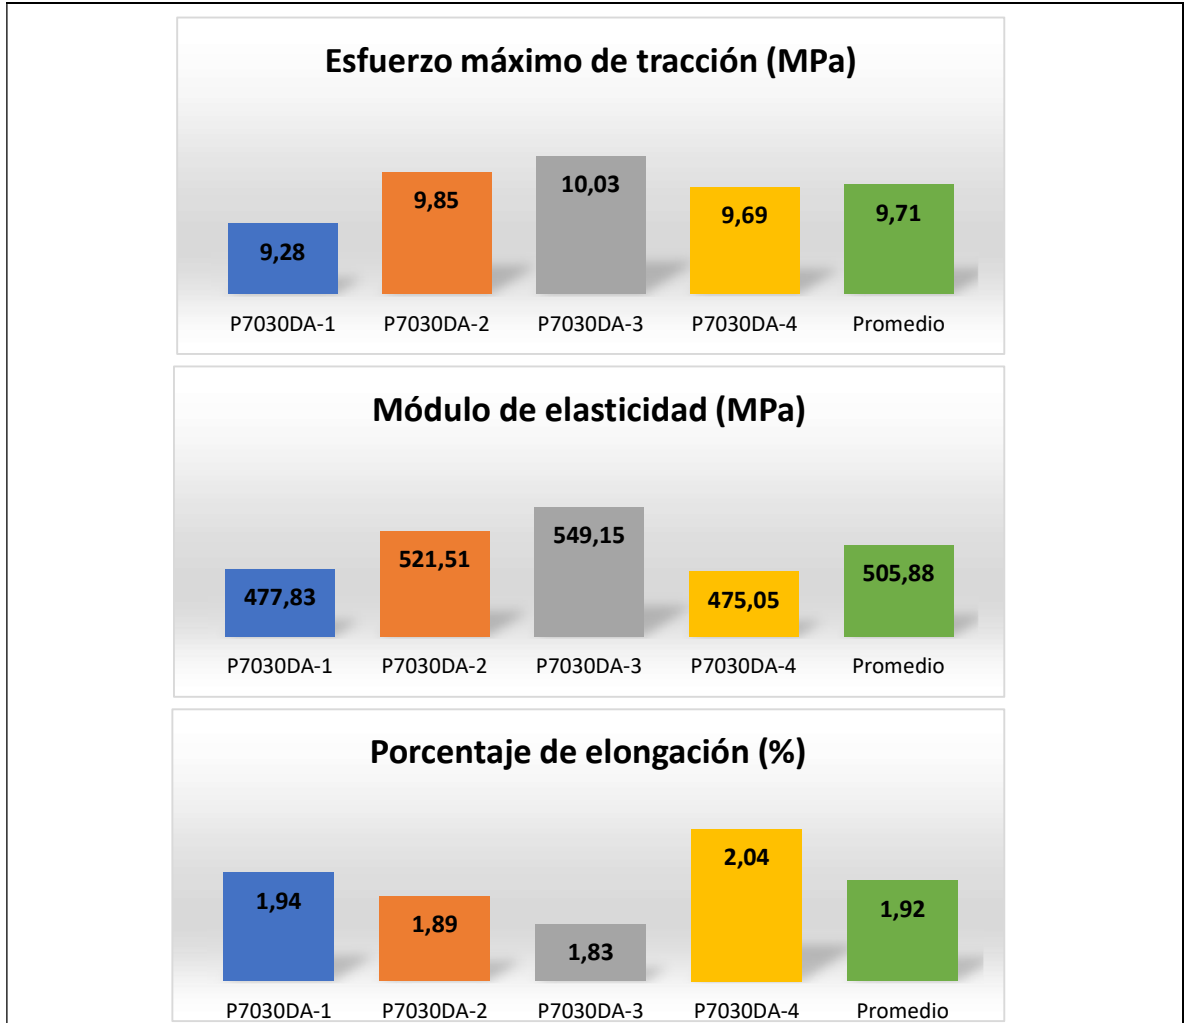 Esfuerzo máximo de tracción (MPa)
9,28
9,85
10,03
9,69
9,71
P7030DA-1 P7030DA-2 P7030DA-3 P7030DA-4 Promedio
Módulo de elasticidad (MPa)
477,83
521,51
549,15
475,05
505,88
P7030DA-1 P7030DA-2 P7030DA-3 P7030DA-4 Promedio
Porcentaje de elongación (%)
1,94
1,89
1,83
2,04
1,92
P7030DA-1 P7030DA-2 P7030DA-3 P7030DA-4 Promedio